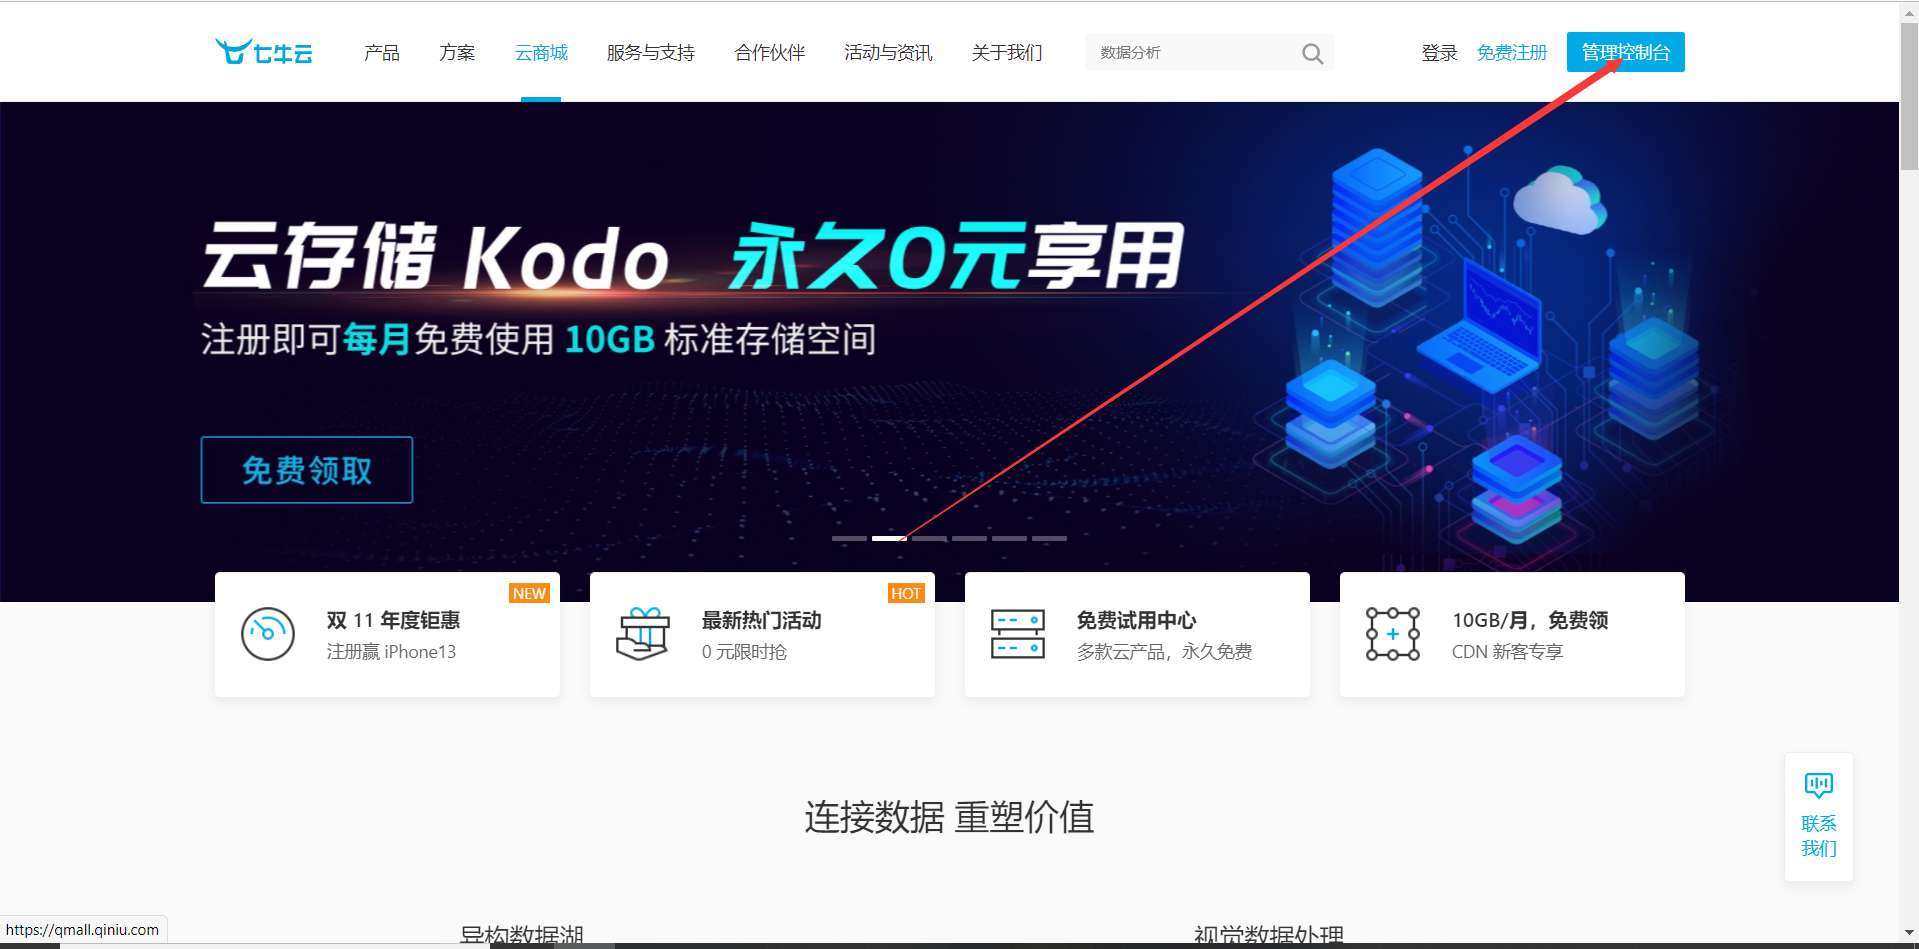 七牛云 产品 方案 云商城 服务与支持 合作伙伴 活动与资讯 关于我们 数据分析 登录 免费注册 管理控制台
云存储 Kodo 永久0元享用
注册即可每月免费使用 10GB 标准存储空间
免费领取
NEW
双 11 年度钜惠
注册赢 iPhone13
HOT
最新热门活动
0 元限时抢
免费试用中心
多款云产品，永久免费
10GB/月，免费领
CDN 新客专享
连接数据 重塑价值
联系
我们
异构数据湖 视觉数据处理
https://qmall.qiniu.com